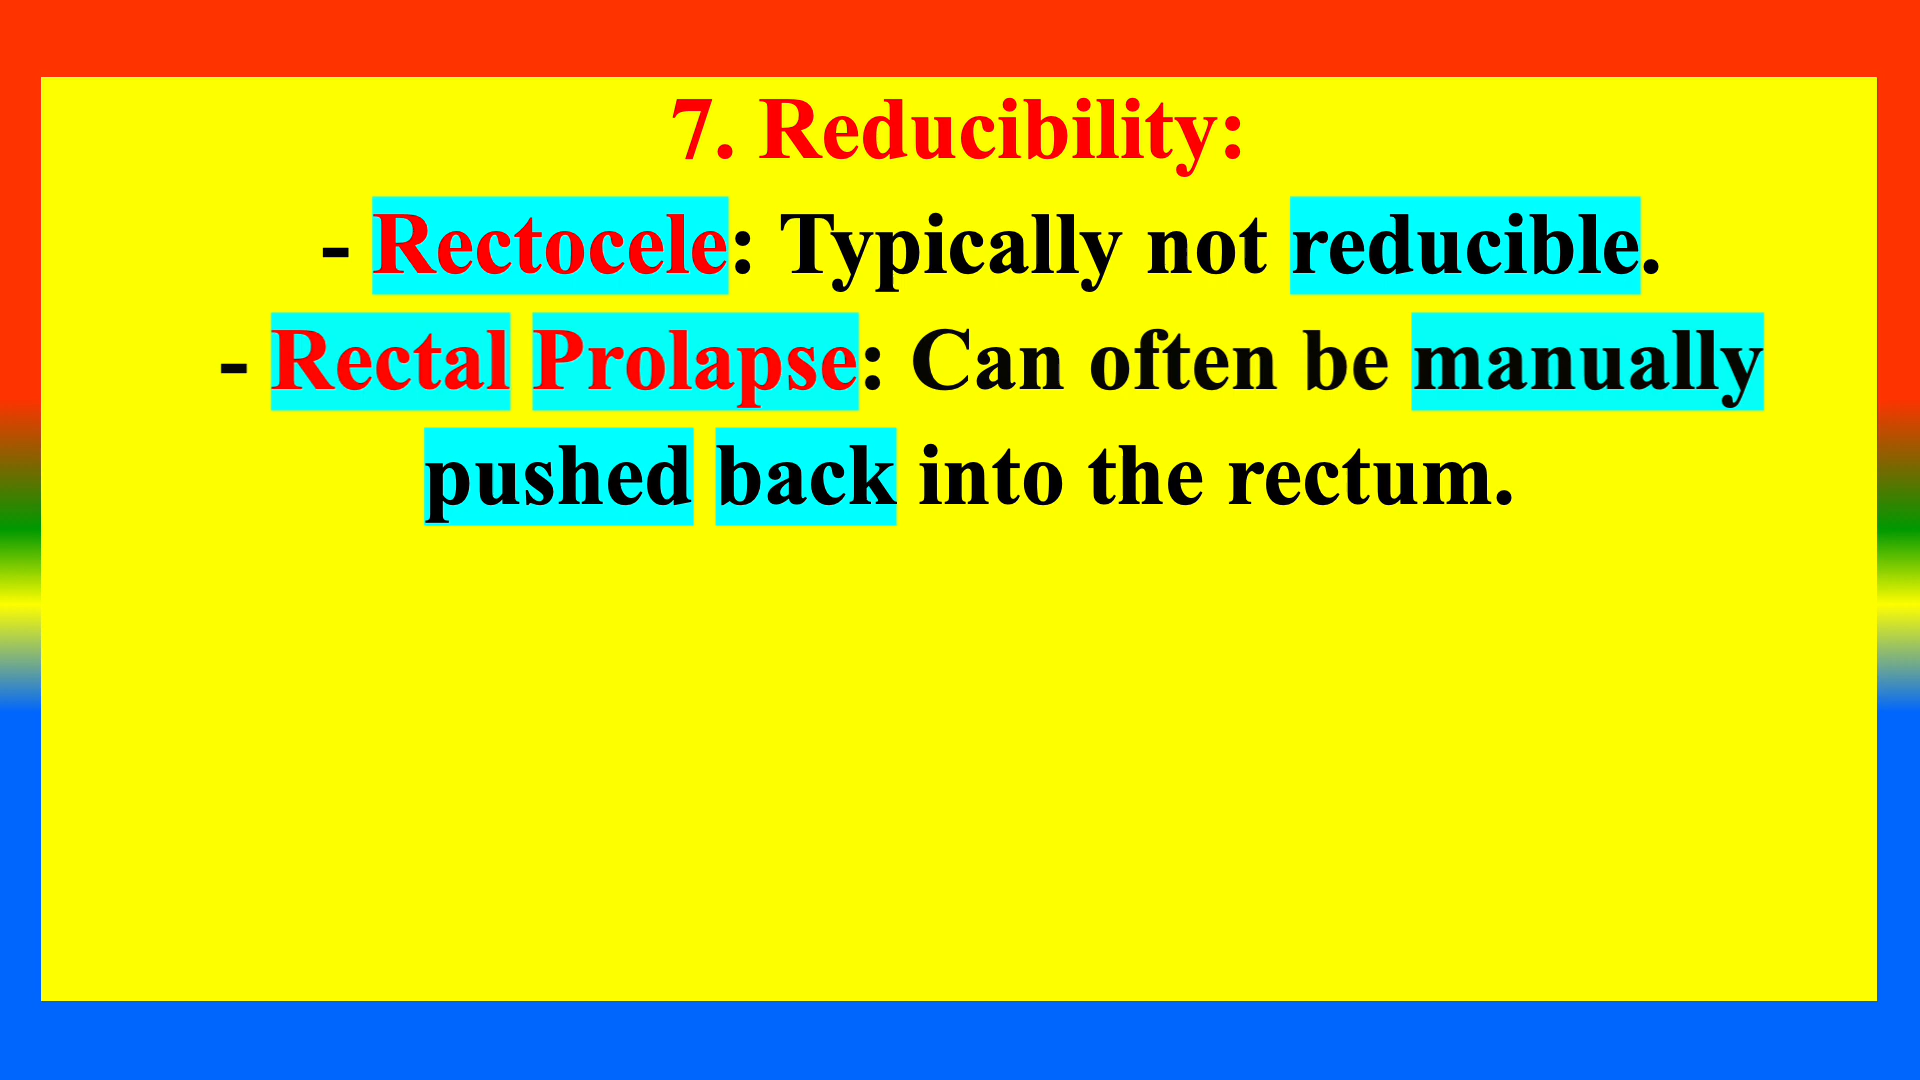 7. Reducibility:
- Rectocele: Typically not reducible.
- Rectal Prolapse: Can often be manually
pushed back into the rectum.